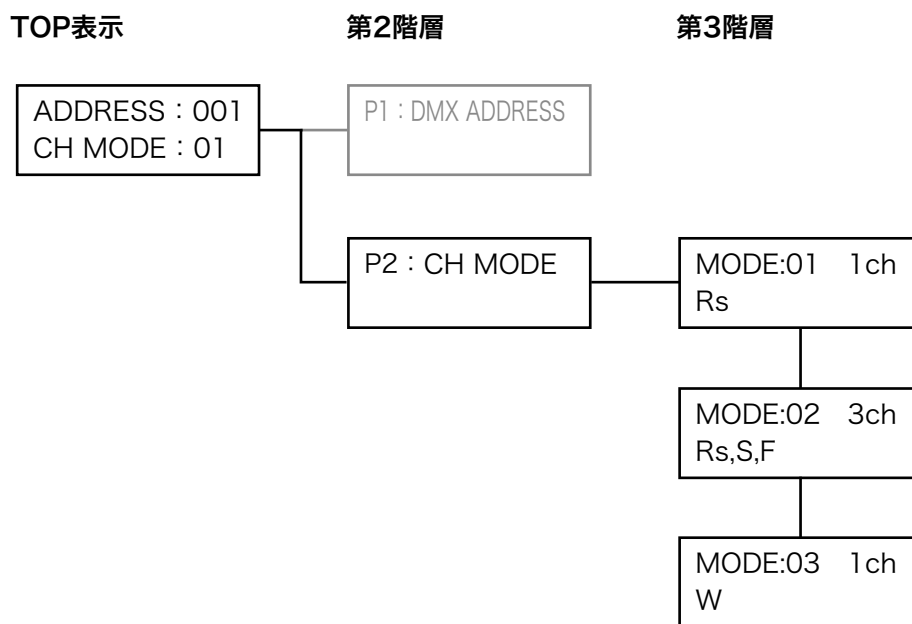 TOP表示
第2階層
第3階層
ADDRESS：001
CH MODE：01
P1：DMX ADDRESS
P2：CH MODE
MODE:01　1ch
Rs
MODE:02　3ch
Rs,S,F
MODE:03　1ch
W